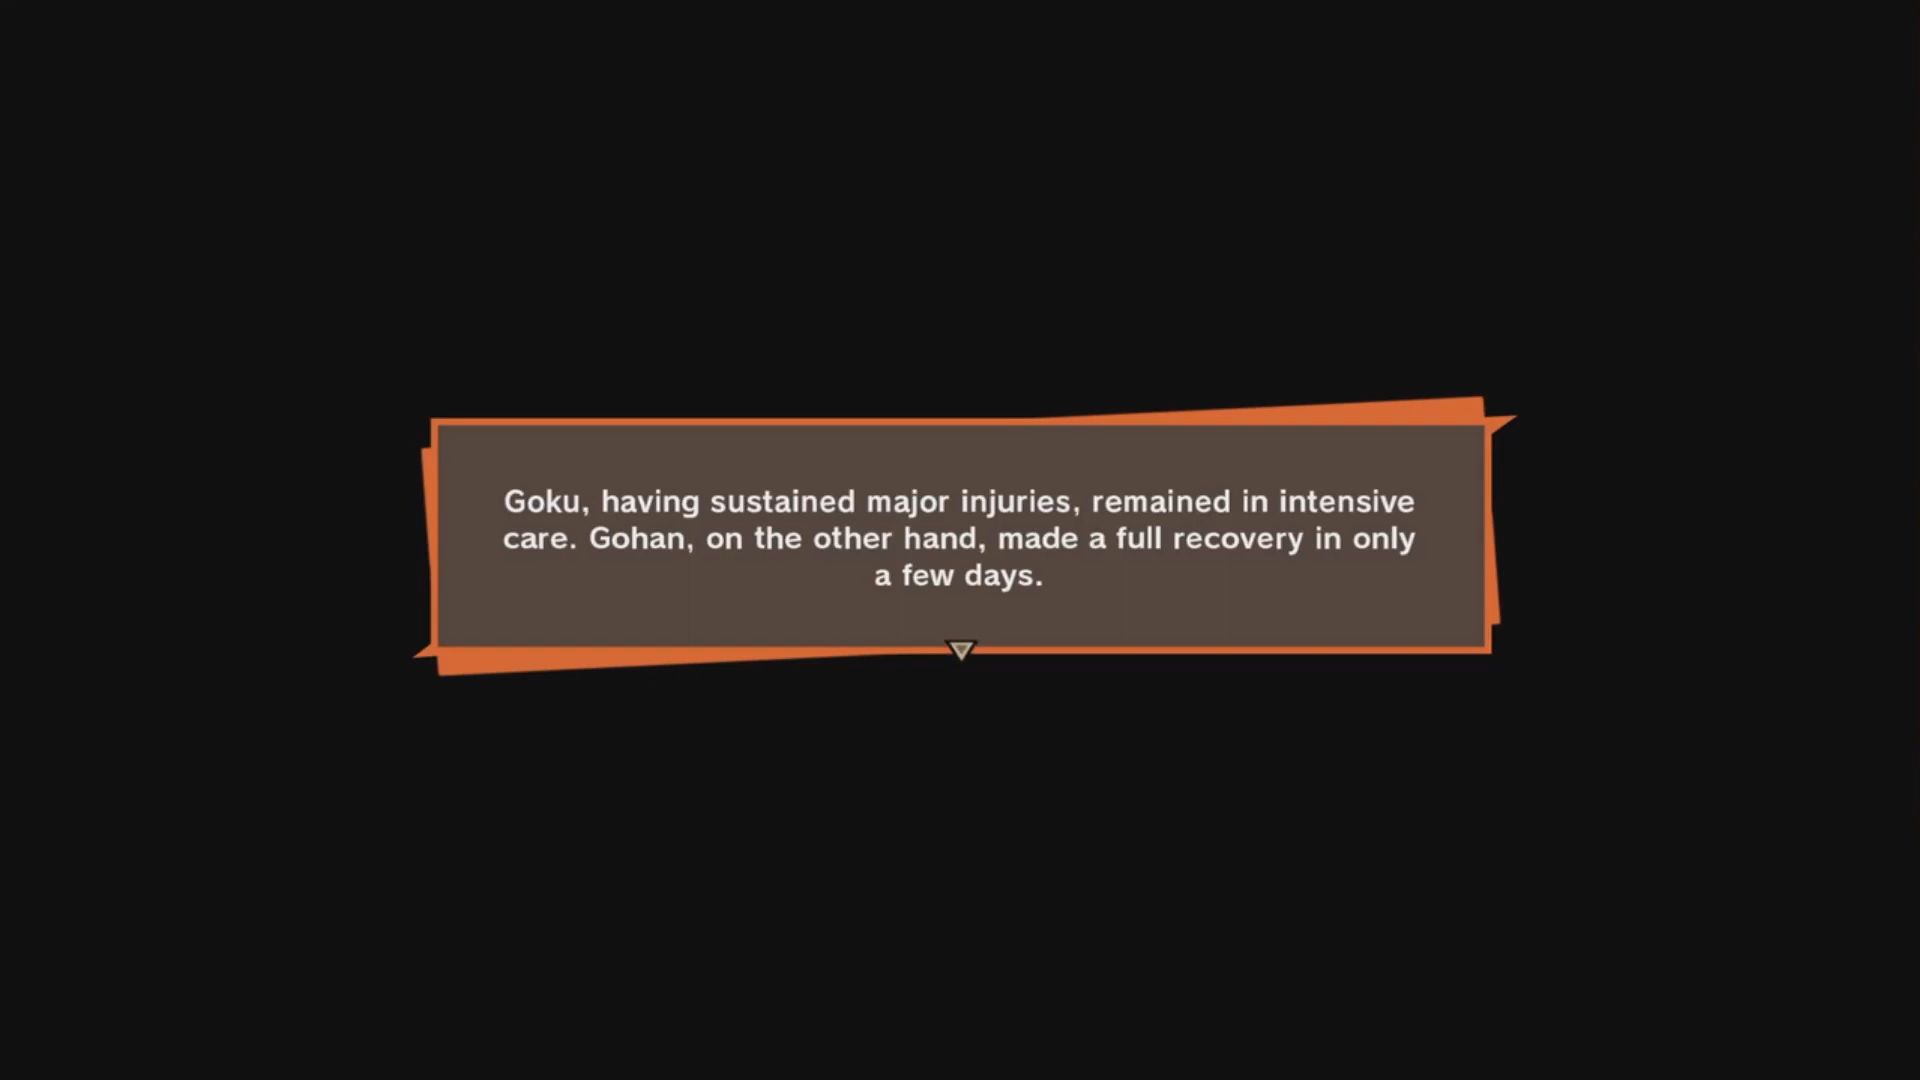 Goku, having sustained major injuries, remained in intensive
care. Gohan, on the other hand, made a full recovery in only
a few days.